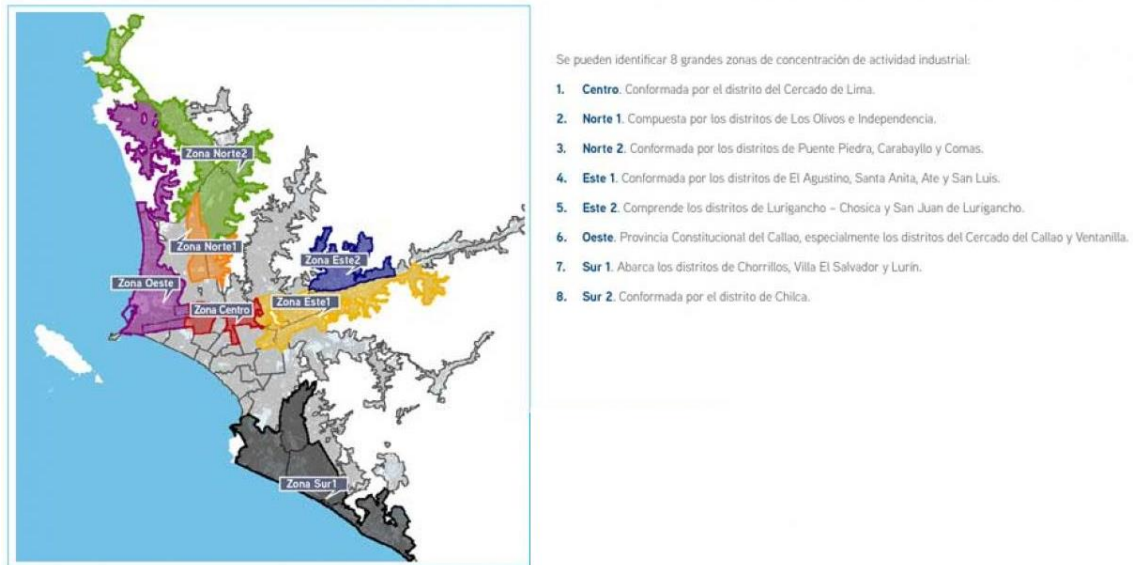 Zona Norte2
Zona Norte1
Zona Este2
Zona Oeste
Zona Centro
Zona Este1
Zona Sur1
Se pueden identificar 8 grandes zonas de concentración de actividad industrial:
1. Centro. Conformada por el distrito del Cercado de Lima.
2. Norte 1. Compuesta por los distritos de Los Olivos e Independencia.
3. Norte 2. Conformada por los distritos de Puente Piedra, Carabayllo y Comas.
4. Este 1. Conformada por los distritos de El Agustino, Santa Anita, Ate y San Luis.
5. Este 2. Comprende los distritos de Lurigancho – Chosica y San Juan de Lurigancho.
6. Oeste. Provincia Constitucional del Callao, especialmente los distritos del Cercado del Callao y Ventanilla.
7. Sur 1. Abarca los distritos de Chorrillos, Villa El Salvador y Lurín.
8. Sur 2. Conformada por el distrito de Chilca.